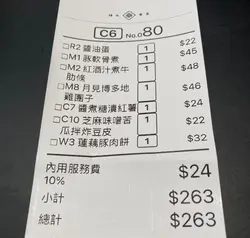 C6 No.G80
□R2 醬油蛋 1 $22
□M1 豚軟骨煮 1 $45
□M2 紅酒汁煮牛 1 $48
肋條
□M8 月見博多地 1 $46
雞團子
□C7 醬煮糖漬紅薯 1 $24
□C10 芝麻味噌苦 1 $22
瓜拌炸豆皮
□W3 蓮藕豚肉餅 1 $32
內用服務費 $24
10%
小計 $263
總計 $263